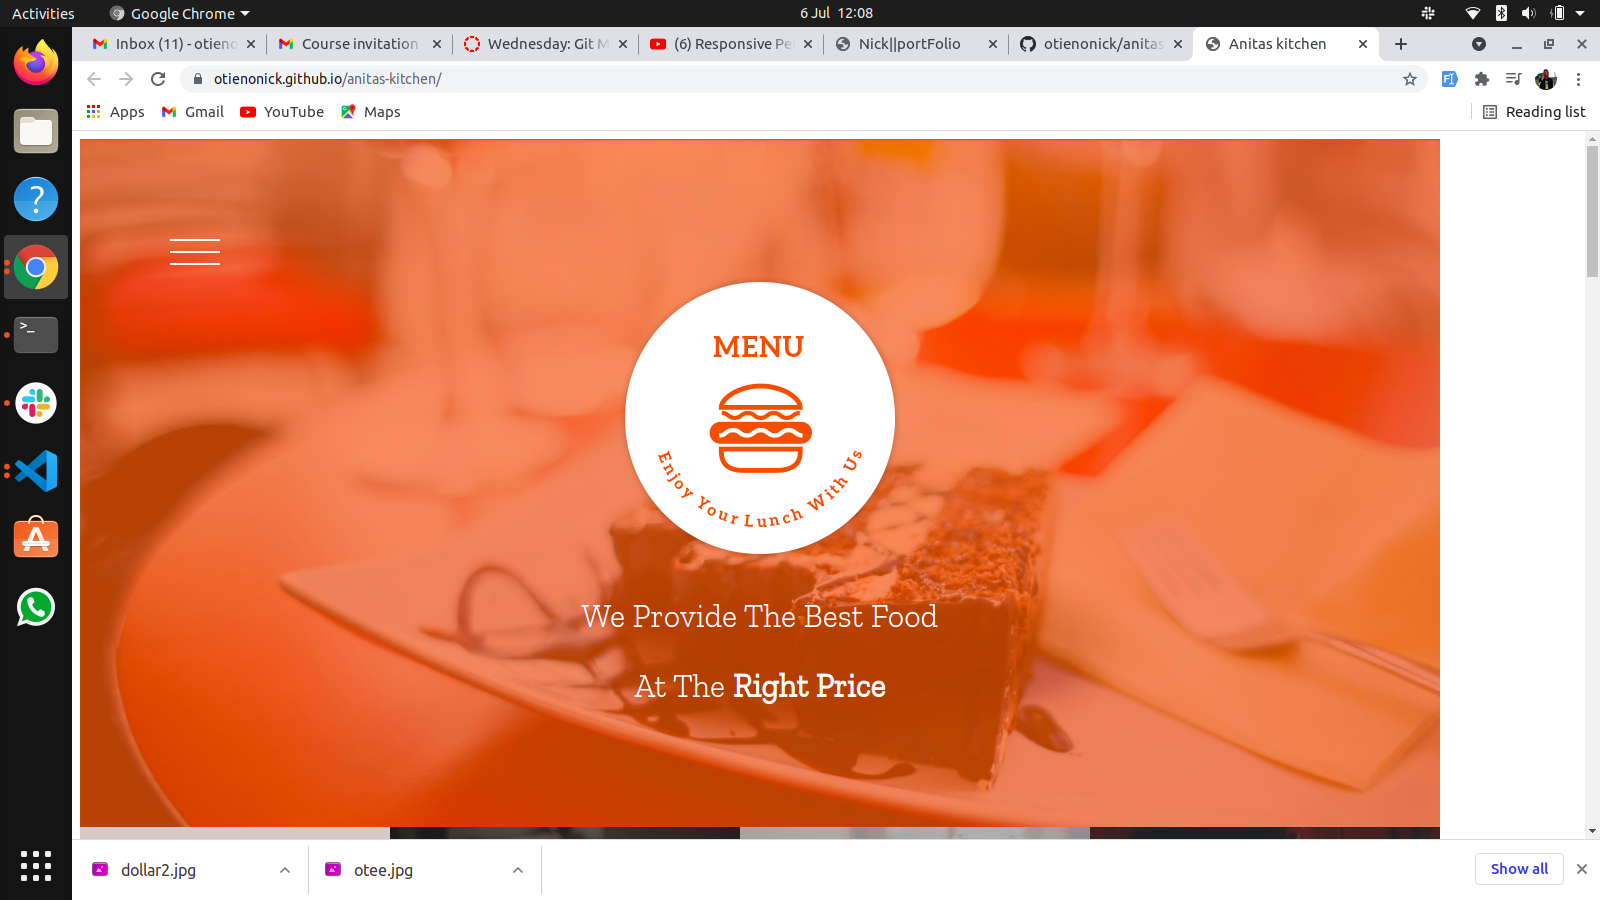 Activities
Google Chrome
6 Jul 12:08
Inbox (11) - otieno
Course invitation
Wednesday: Git M
(6) Responsive Pe
Nick||portFolio
otienonick/anitas
Anitas kitchen
otienonick.github.io/anitas-kitchen/
Apps
Gmail
YouTube
Maps
Reading list
MENU
Enjoy Your Lunch With Us
We Provide The Best Food
At The Right Price
dollar2.jpg
otee.jpg
Show all